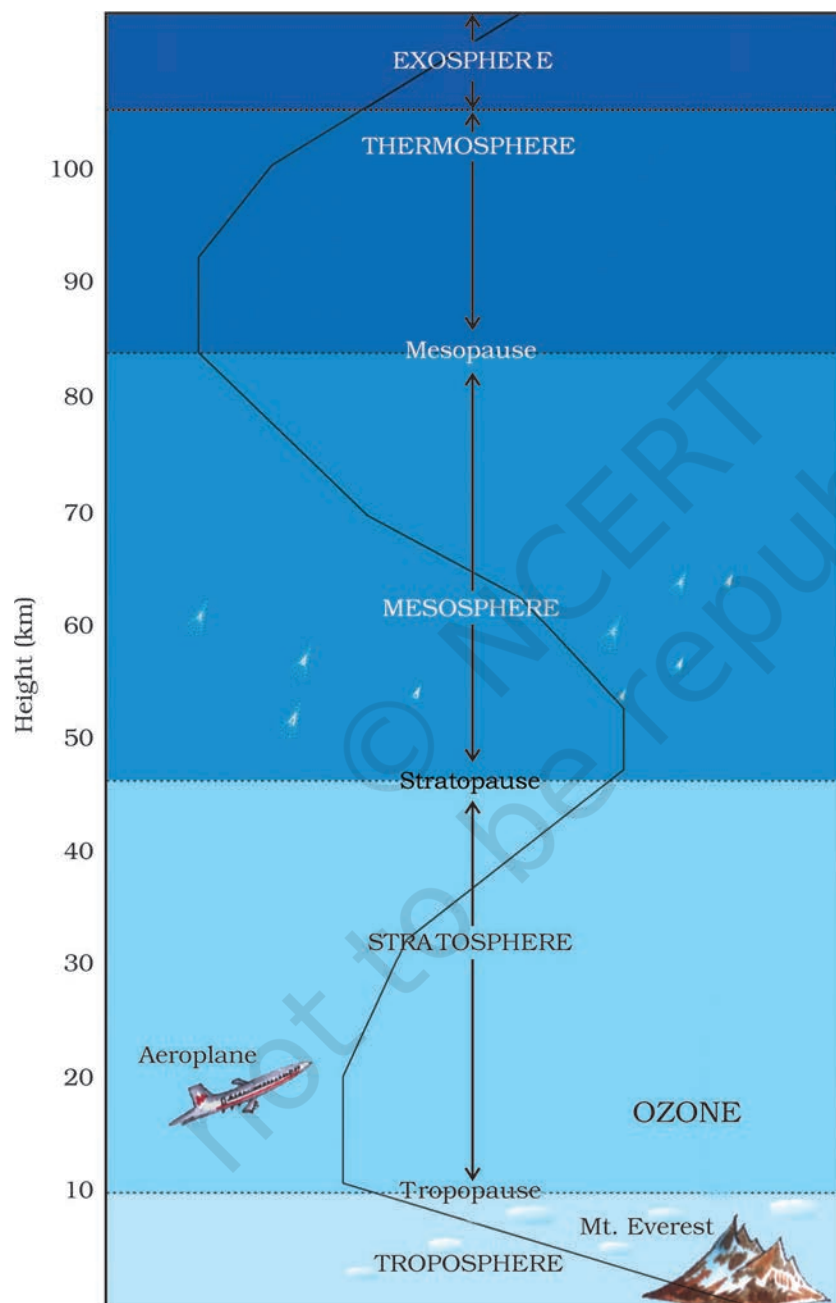 EXOSPHERE
THERMOSPHERE
100
90
Mesopause
80
70
MESOSPHERE
60
Height (km)
50
Stratopause
40
STRATOSPHERE
30
Aeroplane
20
OZONE
10
Tropopause
Mt. Everest
TROPOSPHERE
© NCERT
not to be repub